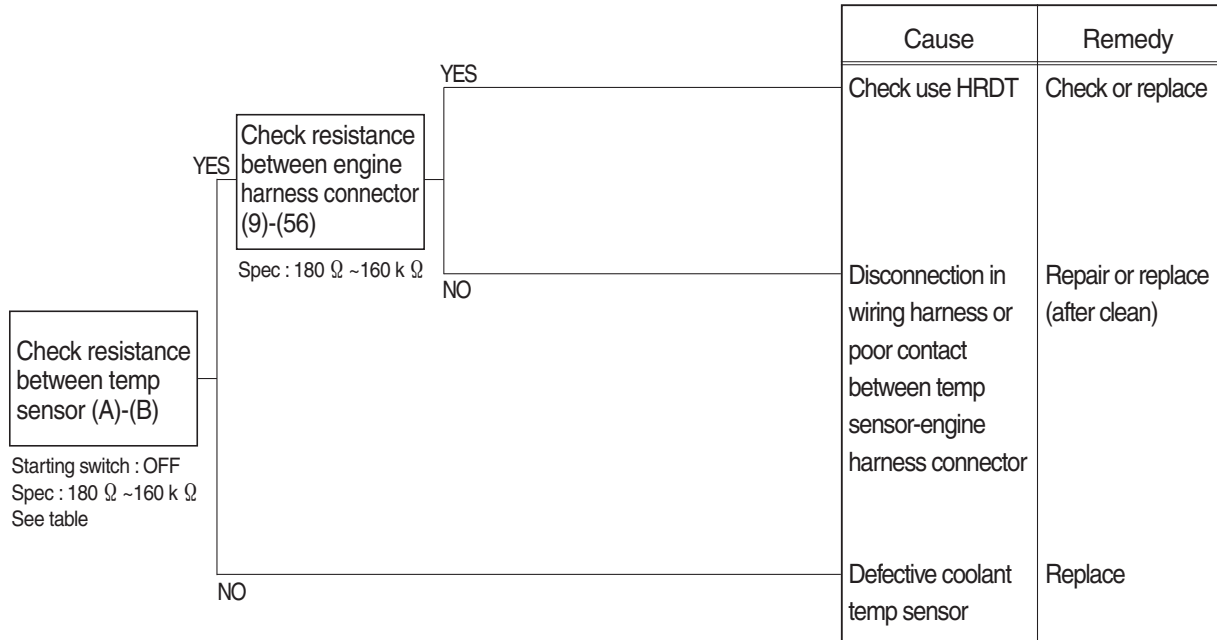 Check resistance
between temp
sensor (A)-(B)
Starting switch : OFF
Spec : 180 Ω ~160 k Ω
See table
YES
Check resistance
between engine
harness connector
(9)-(56)
Spec : 180 Ω ~160 k Ω
YES
NO
NO
Cause
Remedy
Check use HRDT
Check or replace
Disconnection in
wiring harness or
poor contact
between temp
sensor-engine
harness connector
Repair or replace
(after clean)
Defective coolant
temp sensor
Replace